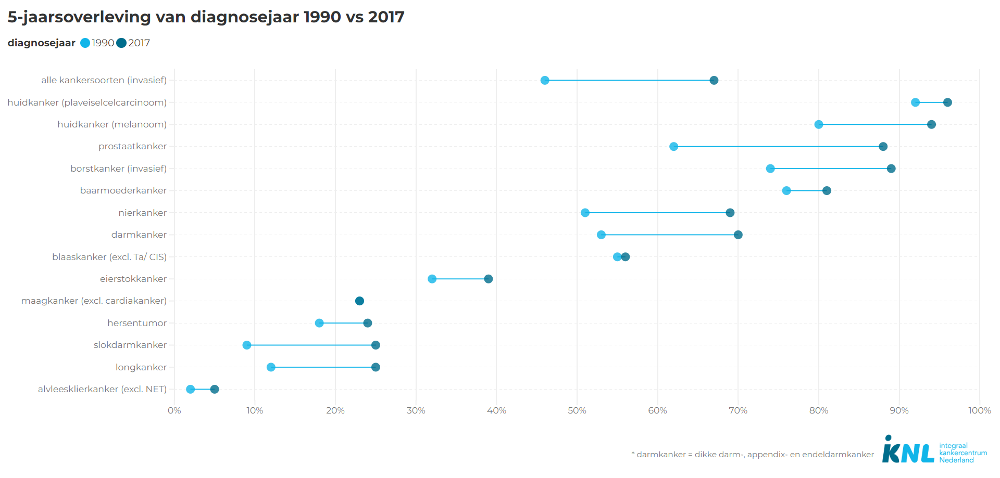 5-jaarsoverleving van diagnosejaar 1990 vs 2017
diagnosejaar 1990 2017
alle kankersoorten (invasief)
huidkanker (plaveiselcelcarcinoom)
huidkanker (melanoom)
prostaatkanker
borstkanker (invasief)
baarmoederkanker
nierkanker
darmkanker
blaaskanker (excl. Ta/ CIS)
eierstokkanker
maagkanker (excl. cardiakanker)
hersentumor
slokdarmkanker
longkanker
alvleesklierkanker (excl. NET)
0% 10% 20% 30% 40% 50% 60% 70% 80% 90% 100%
* darmkanker = dikke darm-, appendix- en endeldarmkanker
iKNL
integraal
kankercentrum
Nederland